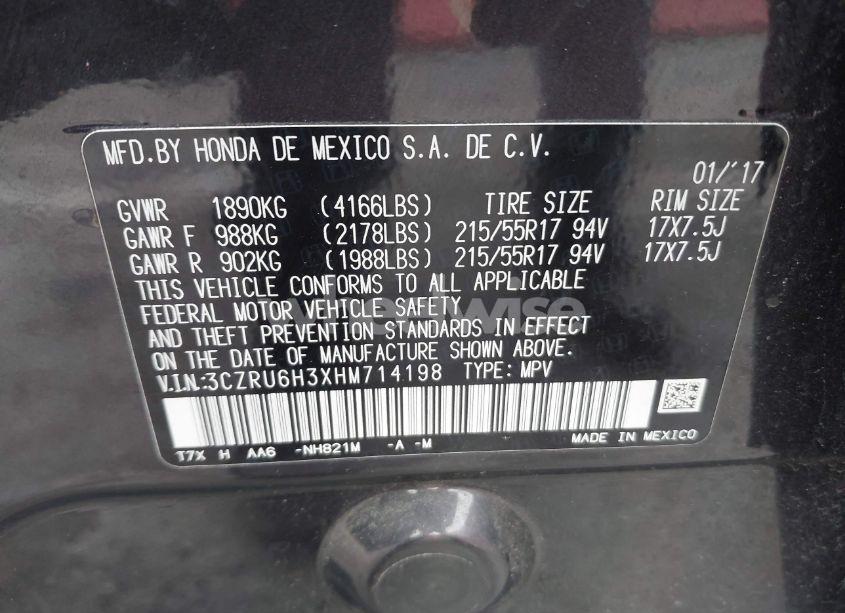 MFD.BY HONDA DE MEXICO S.A. DE C.V.
01/'17
GVWR 1890KG (4166LBS) TIRE SIZE RIM SIZE
GAWR F 988KG (2178LBS) 215/55R17 94V 17X7.5J
GAWR R 902KG (1988LBS) 215/55R17 94V 17X7.5J
THIS VEHICLE CONFORMS TO ALL APPLICABLE
FEDERAL MOTOR VEHICLE SAFETY
AND THEFT PREVENTION STANDARDS IN EFFECT
ON THE DATE OF MANUFACTURE SHOWN ABOVE.
V.I.N:3CZRU6H3XHM714198 TYPE: MPV
T7X H AA6 -NH821M -A -M
MADE IN MEXICO